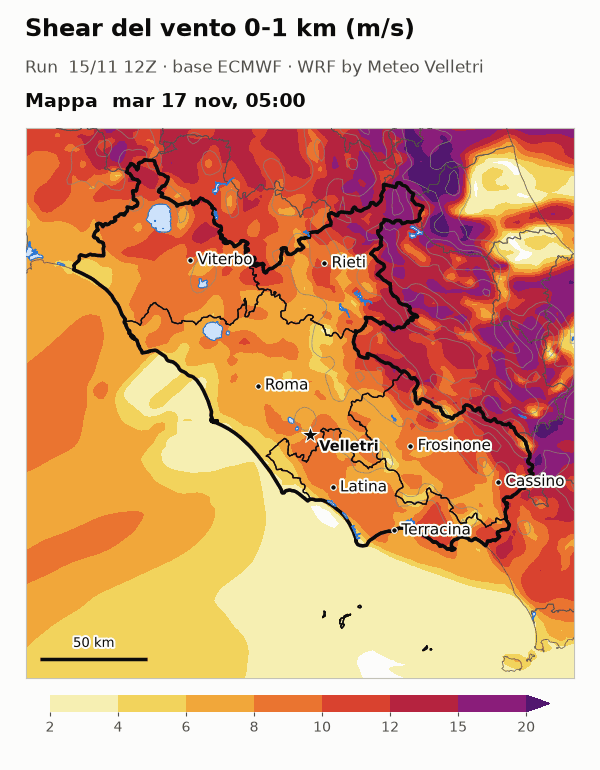 Shear del vento 0-1 km (m/s)
Run  15/11 12Z · base ECMWF · WRF by Meteo Velletri
Mappa  mar 17 nov, 05:00
Viterbo
Rieti
Roma
Velletri
Frosinone
Latina
Cassino
Terracina
50 km
2 4 6 8 10 12 15 20